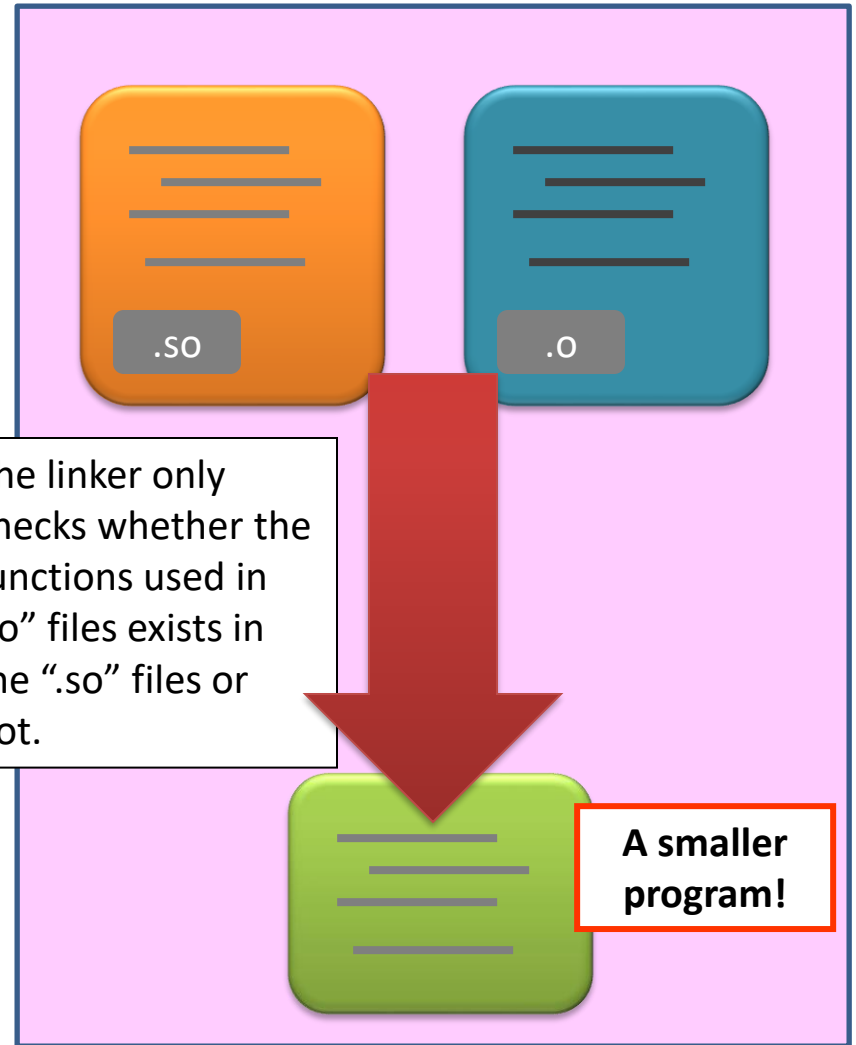 .so
.o
he linker only
hecks whether the
unctions used in
o” files exists in
he “.so” files or
ot.
A smaller
program!